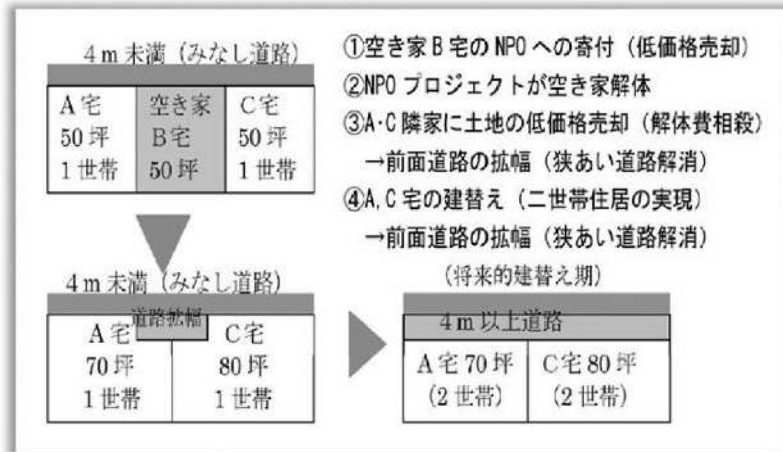 4m未満(みなし道路)
A宅
50坪
1世帯
空き家
B宅
50坪
C宅
50坪
1世帯
①空き家B宅のNPOへの寄付(低価格売却)
②NPOプロジェクトが空き家解体
③A・C隣家に土地の低価格売却(解体費相殺)
→前面道路の拡幅(狭あい道路解消)
④A,C宅の建替え(二世帯住居の実現)
→前面道路の拡幅(狭あい道路解消)
4m未満(みなし道路)
道路拡幅
A宅
70坪
1世帯
C宅
80坪
1世帯
(将来的建替え期)
4m以上道路
A宅70坪
(2世帯)
C宅80坪
(2世帯)